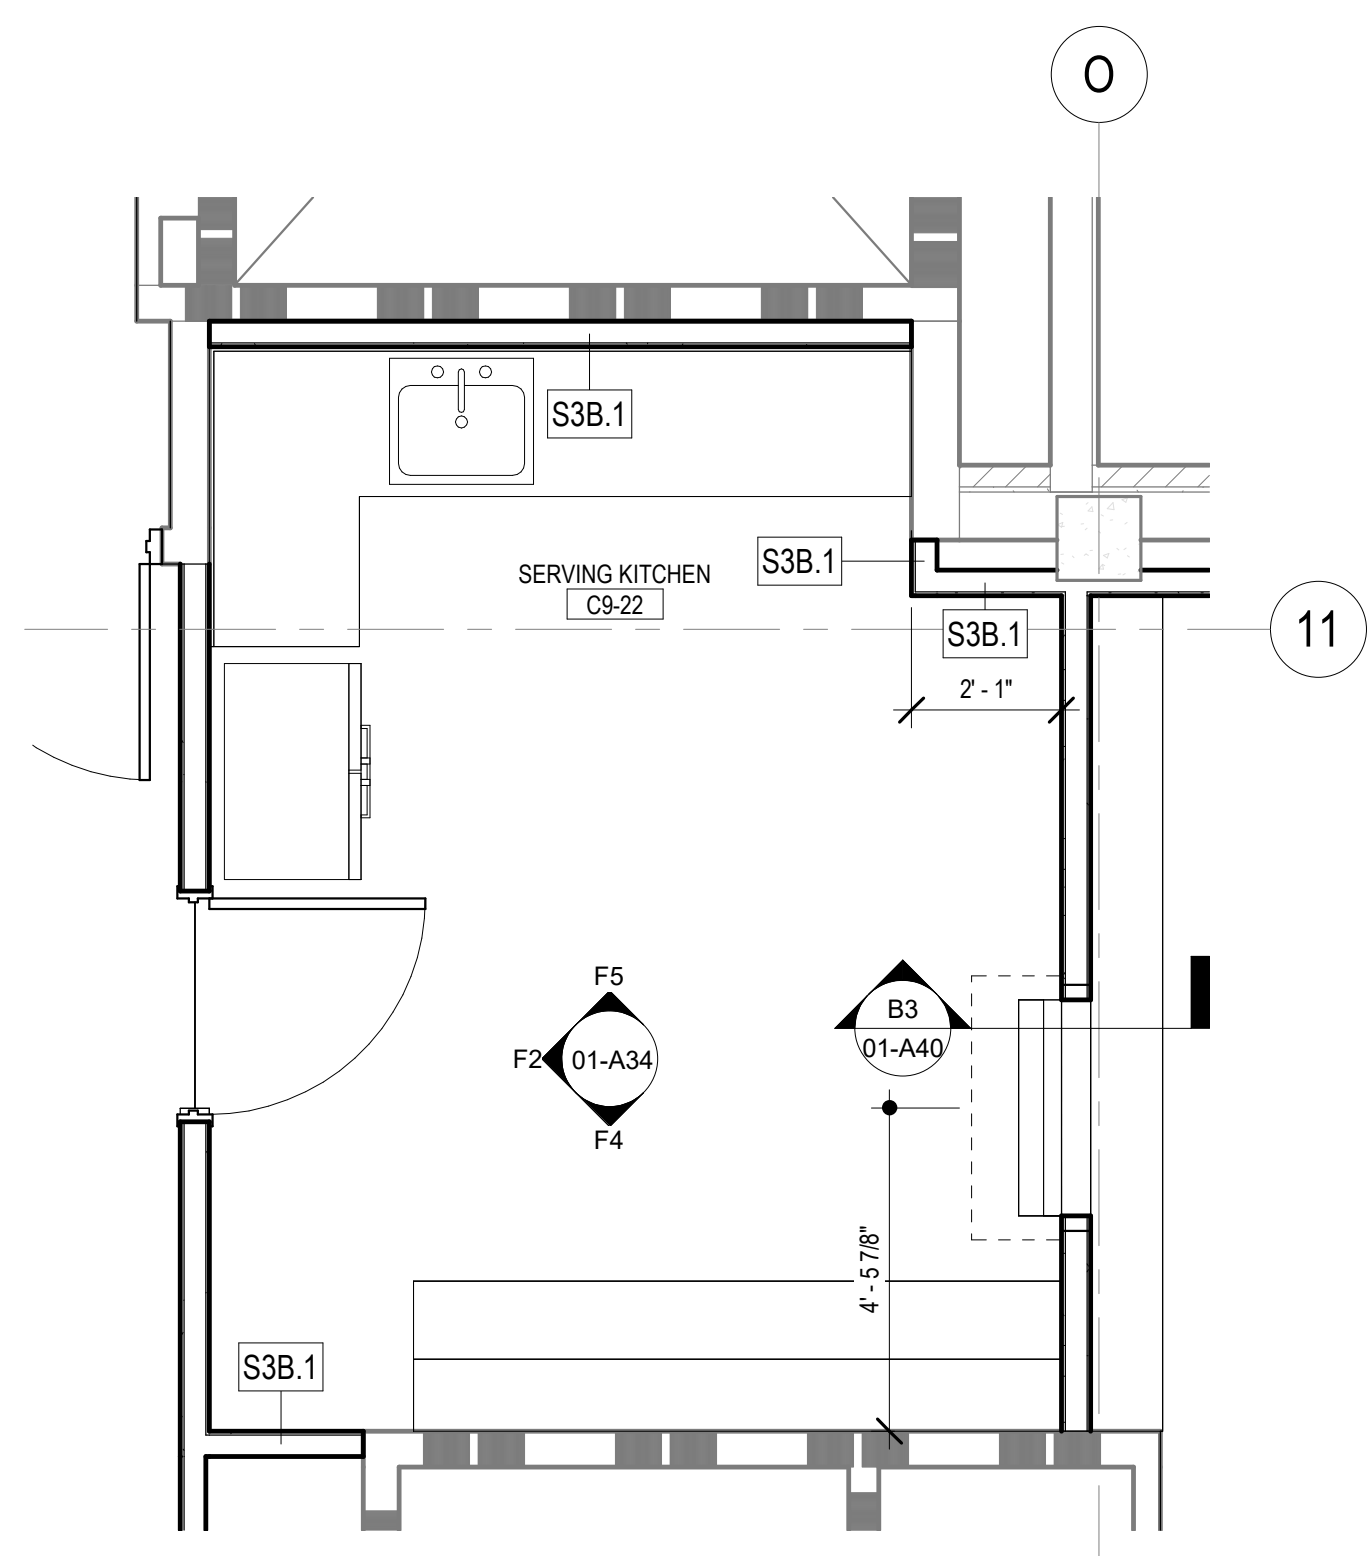 O
S3B.1
SERVING KITCHEN
C9-22
S3B.1
S3B.1
11
2' - 1"
F5
F2
01-A34
F4
B3
01-A40
4' - 5 7/8"
S3B.1